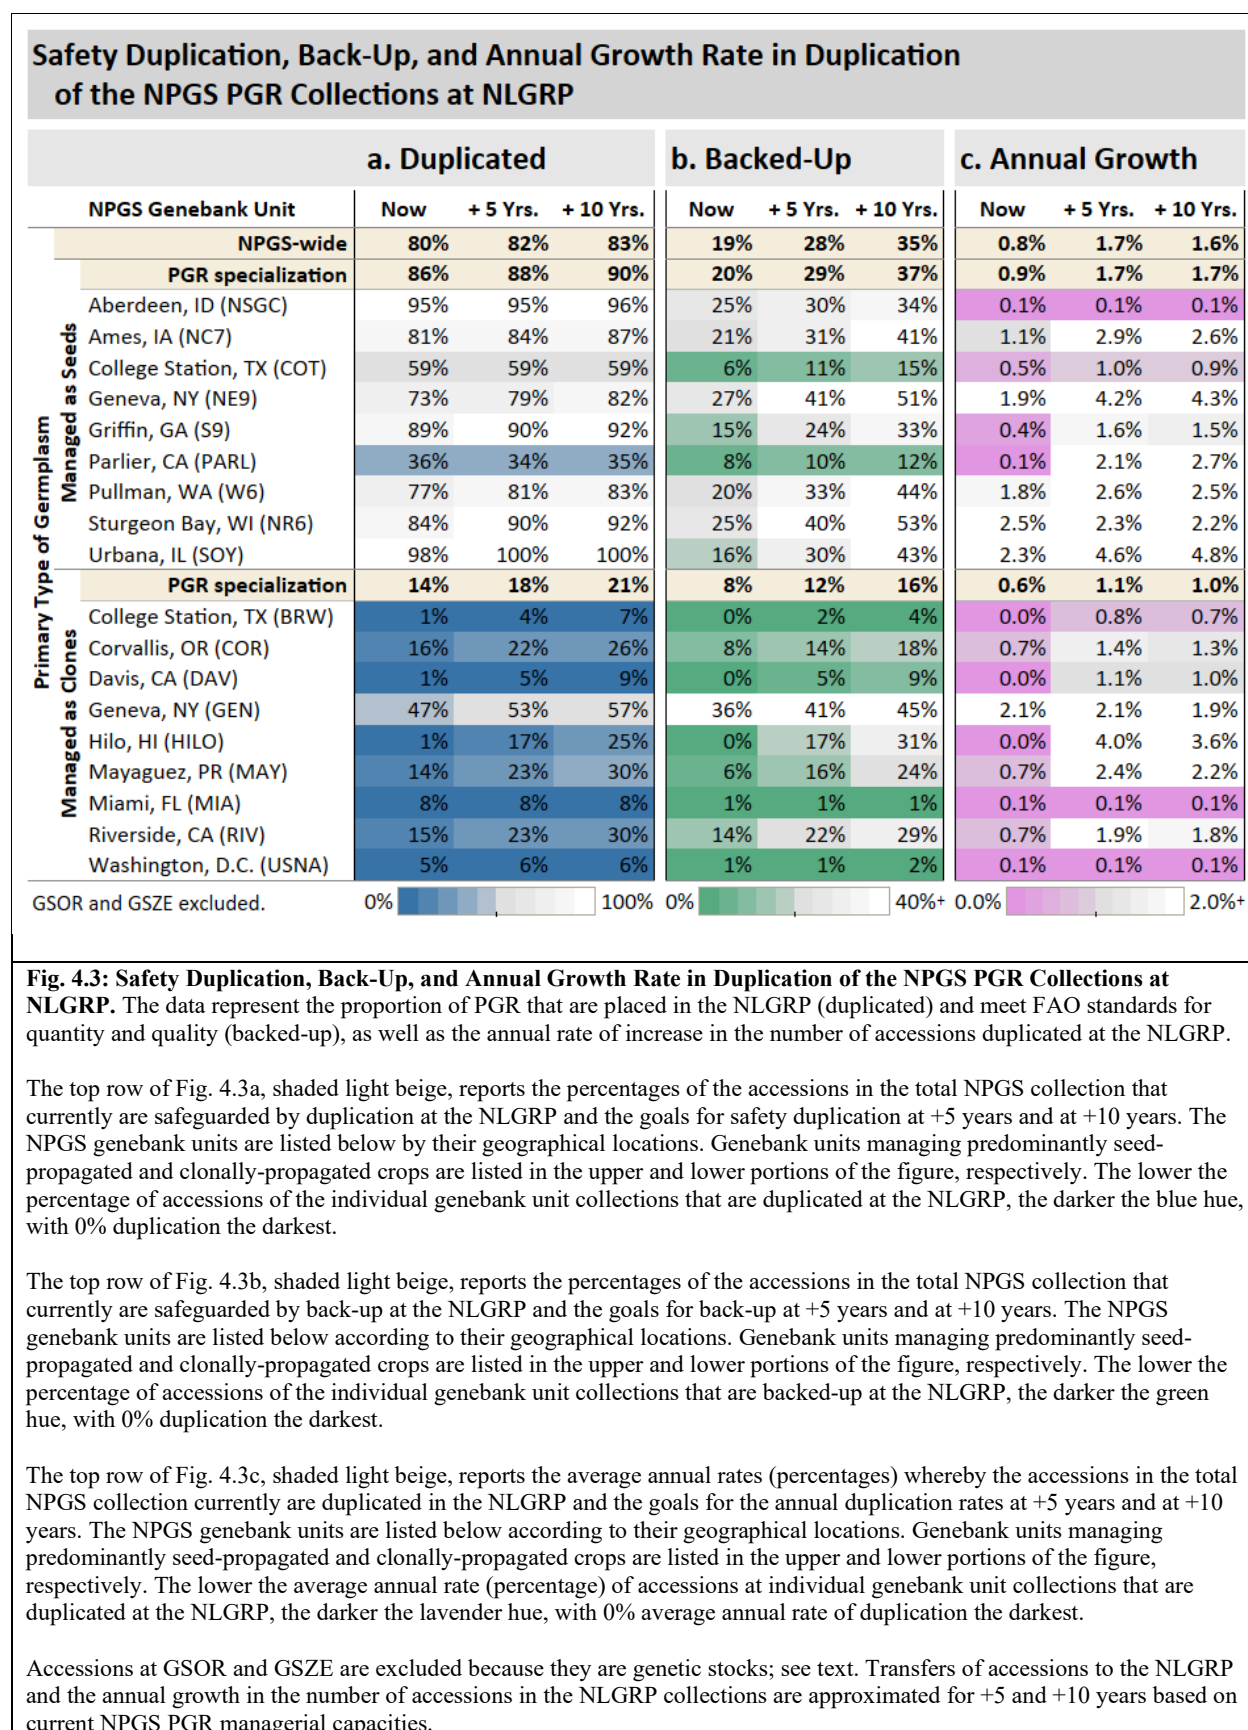 Safety Duplication, Back-Up, and Annual Growth Rate in Duplication
of the NPGS PGR Collections at NLGRP
a. Duplicated b. Backed-Up c. Annual Growth
NPGS Genebank Unit Now + 5 Yrs. + 10 Yrs. Now + 5 Yrs. + 10 Yrs. Now + 5 Yrs. + 10 Yrs.
NPGS-wide 80% 82% 83% 19% 28% 35% 0.8% 1.7% 1.6%
Primary Type of Germplasm
Managed as Seeds
PGR specialization 86% 88% 90% 20% 29% 37% 0.9% 1.7% 1.7%
Aberdeen, ID (NSGC) 95% 95% 96% 25% 30% 34% 0.1% 0.1% 0.1%
Ames, IA (NC7) 81% 84% 87% 21% 31% 41% 1.1% 2.9% 2.6%
College Station, TX (COT) 59% 59% 59% 6% 11% 15% 0.5% 1.0% 0.9%
Geneva, NY (NE9) 73% 79% 82% 27% 41% 51% 1.9% 4.2% 4.3%
Griffin, GA (S9) 89% 90% 92% 15% 24% 33% 0.4% 1.6% 1.5%
Parlier, CA (PARL) 36% 34% 35% 8% 10% 12% 0.1% 2.1% 2.7%
Pullman, WA (W6) 77% 81% 83% 20% 33% 44% 1.8% 2.6% 2.5%
Sturgeon Bay, WI (NR6) 84% 90% 92% 25% 40% 53% 2.5% 2.3% 2.2%
Urbana, IL (SOY) 98% 100% 100% 16% 30% 43% 2.3% 4.6% 4.8%
Managed as Clones
PGR specialization 14% 18% 21% 8% 12% 16% 0.6% 1.1% 1.0%
College Station, TX (BRW) 1% 4% 7% 0% 2% 4% 0.0% 0.8% 0.7%
Corvallis, OR (COR) 16% 22% 26% 8% 14% 18% 0.7% 1.4% 1.3%
Davis, CA (DAV) 1% 5% 9% 0% 5% 9% 0.0% 1.1% 1.0%
Geneva, NY (GEN) 47% 53% 57% 36% 41% 45% 2.1% 2.1% 1.9%
Hilo, HI (HILO) 1% 17% 25% 0% 17% 31% 0.0% 4.0% 3.6%
Mayaguez, PR (MAY) 14% 23% 30% 6% 16% 24% 0.7% 2.4% 2.2%
Miami, FL (MIA) 8% 8% 8% 1% 1% 1% 0.1% 0.1% 0.1%
Riverside, CA (RIV) 15% 23% 30% 14% 22% 29% 0.7% 1.9% 1.8%
Washington, D.C. (USNA) 5% 6% 6% 1% 1% 2% 0.1% 0.1% 0.1%
GSOR and GSZE excluded. 0% 100% 0% 40%+ 0.0% 2.0%+
Fig. 4.3: Safety Duplication, Back-Up, and Annual Growth Rate in Duplication of the NPGS PGR Collections at
NLGRP. The data represent the proportion of PGR that are placed in the NLGRP (duplicated) and meet FAO standards for
quantity and quality (backed-up), as well as the annual rate of increase in the number of accessions duplicated at the NLGRP.
The top row of Fig. 4.3a, shaded light beige, reports the percentages of the accessions in the total NPGS collection that
currently are safeguarded by duplication at the NLGRP and the goals for safety duplication at +5 years and at +10 years. The
NPGS genebank units are listed below by their geographical locations. Genebank units managing predominantly seed-
propagated and clonally-propagated crops are listed in the upper and lower portions of the figure, respectively. The lower the
percentage of accessions of the individual genebank unit collections that are duplicated at the NLGRP, the darker the blue hue,
with 0% duplication the darkest.
The top row of Fig. 4.3b, shaded light beige, reports the percentages of the accessions in the total NPGS collection that
currently are safeguarded by back-up at the NLGRP and the goals for back-up at +5 years and at +10 years. The NPGS
genebank units are listed below according to their geographical locations. Genebank units managing predominantly seed-
propagated and clonally-propagated crops are listed in the upper and lower portions of the figure, respectively. The lower the
percentage of accessions of the individual genebank unit collections that are backed-up at the NLGRP, the darker the green
hue, with 0% duplication the darkest.
The top row of Fig. 4.3c, shaded light beige, reports the average annual rates (percentages) whereby the accessions in the total
NPGS collection currently are duplicated in the NLGRP and the goals for the annual duplication rates at +5 years and at +10
years. The NPGS genebank units are listed below according to their geographical locations. Genebank units managing
predominantly seed-propagated and clonally-propagated crops are listed in the upper and lower portions of the figure,
respectively. The lower the average annual rate (percentage) of accessions at individual genebank unit collections that are
duplicated at the NLGRP, the darker the lavender hue, with 0% average annual rate of duplication the darkest.
Accessions at GSOR and GSZE are excluded because they are genetic stocks; see text. Transfers of accessions to the NLGRP
and the annual growth in the number of accessions in the NLGRP collections are approximated for +5 and +10 years based on
current NPGS PGR managerial capacities.